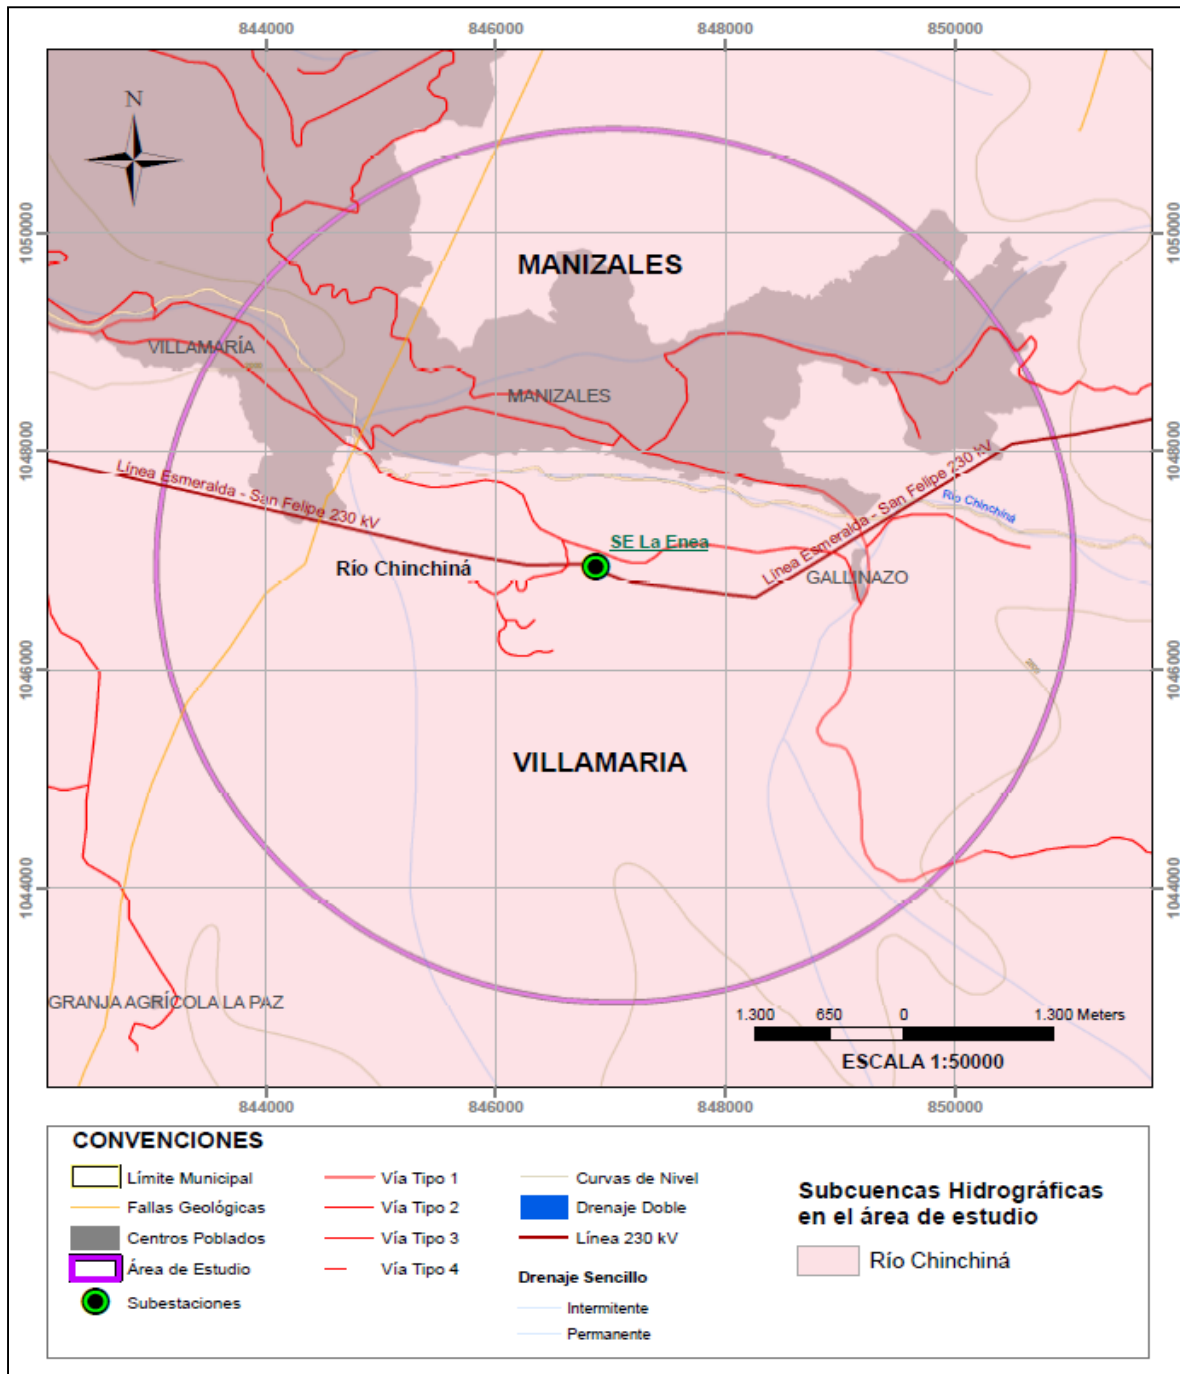 844000
846000
848000
850000
N
1050000
1050000
MANIZALES
VILLAMARÍA
MANIZALES
1048000
1048000
Línea Esmeralda - San Felipe 230 kV
Línea Esmeralda - San Felipe 230 kV
Río Chinchiná
SE La Enea
Río Chinchiná
GALLINAZO
1046000
1046000
VILLAMARIA
1044000
1044000
GRANJA AGRÍCOLA LA PAZ
1.300 650 0 1.300 Meters
ESCALA 1:50000
844000
846000
848000
850000
CONVENCIONES
Límite Municipal
Fallas Geológicas
Centros Poblados
Área de Estudio
Subestaciones
Vía Tipo 1
Vía Tipo 2
Vía Tipo 3
Vía Tipo 4
Curvas de Nivel
Drenaje Doble
Línea 230 kV
Drenaje Sencillo
Intermitente
Permanente
Subcuencas Hidrográficas
en el área de estudio
Río Chinchiná